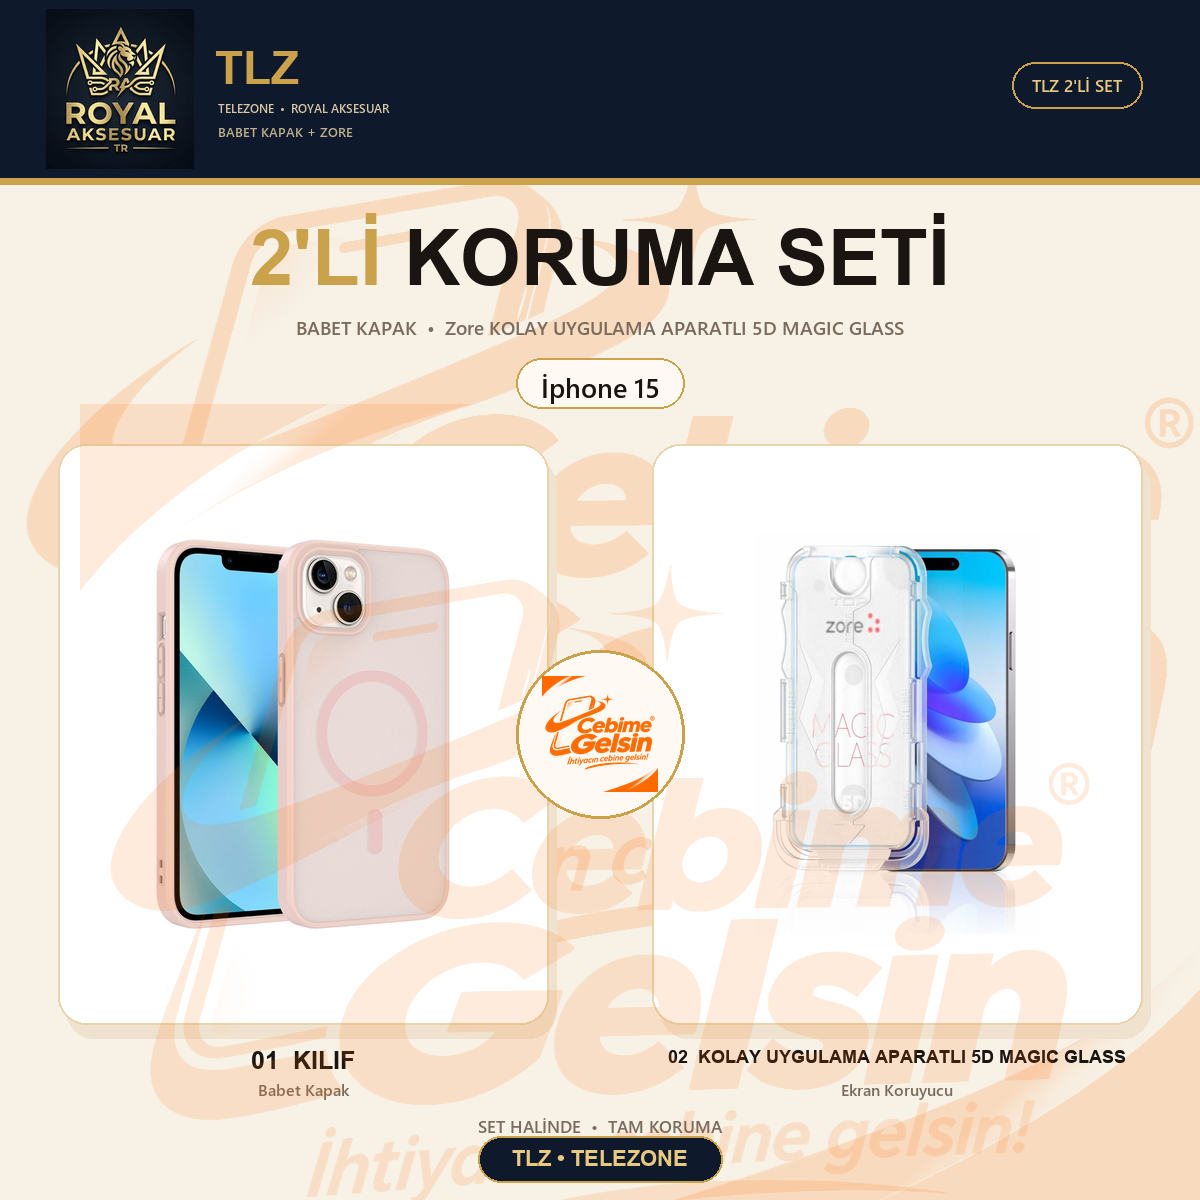 ROYAL
AKSESUAR
TR
TLZ
TELEZONE • ROYAL AKSESUAR
BABET KAPAK + ZORE
TLZ 2'Lİ SET
2'Lİ KORUMA SETİ
BABET KAPAK • Zore KOLAY UYGULAMA APARATLI 5D MAGIC GLASS
İphone 15
zore
MAGIC
GLASS
5D
Cebime
Gelsin
İhtiyacın cebine gelsin!
Cebime
Gelsin
®
01 KILIF
Babet Kapak
02 KOLAY UYGULAMA APARATLI 5D MAGIC GLASS
Ekran Koruyucu
SET HALİNDE • TAM KORUMA
TLZ • TELEZONE